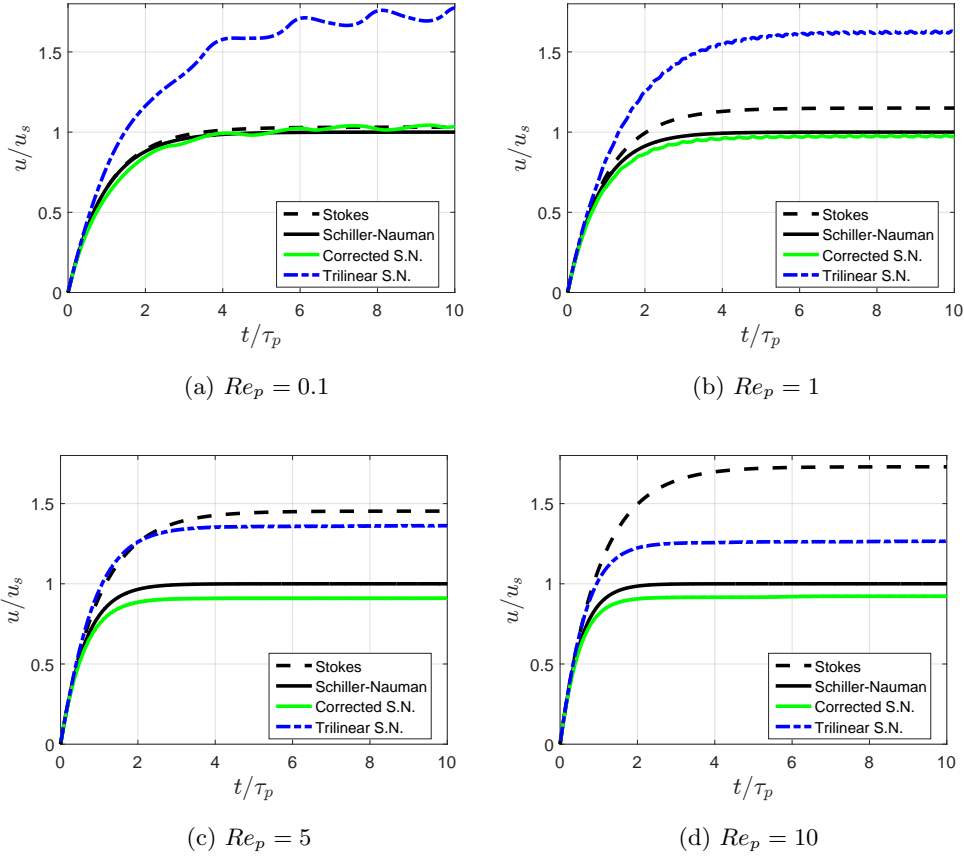 u/u_s
1.5
1
0.5
0
0 2 4 6 8 10
t/τ_p
Stokes
Schiller-Nauman
Corrected S.N.
Trilinear S.N.
(a) Re_p = 0.1
u/u_s
1.5
1
0.5
0
0 2 4 6 8 10
t/τ_p
Stokes
Schiller-Nauman
Corrected S.N.
Trilinear S.N.
(b) Re_p = 1
u/u_s
1.5
1
0.5
0
0 2 4 6 8 10
t/τ_p
Stokes
Schiller-Nauman
Corrected S.N.
Trilinear S.N.
(c) Re_p = 5
u/u_s
1.5
1
0.5
0
0 2 4 6 8 10
t/τ_p
Stokes
Schiller-Nauman
Corrected S.N.
Trilinear S.N.
(d) Re_p = 10